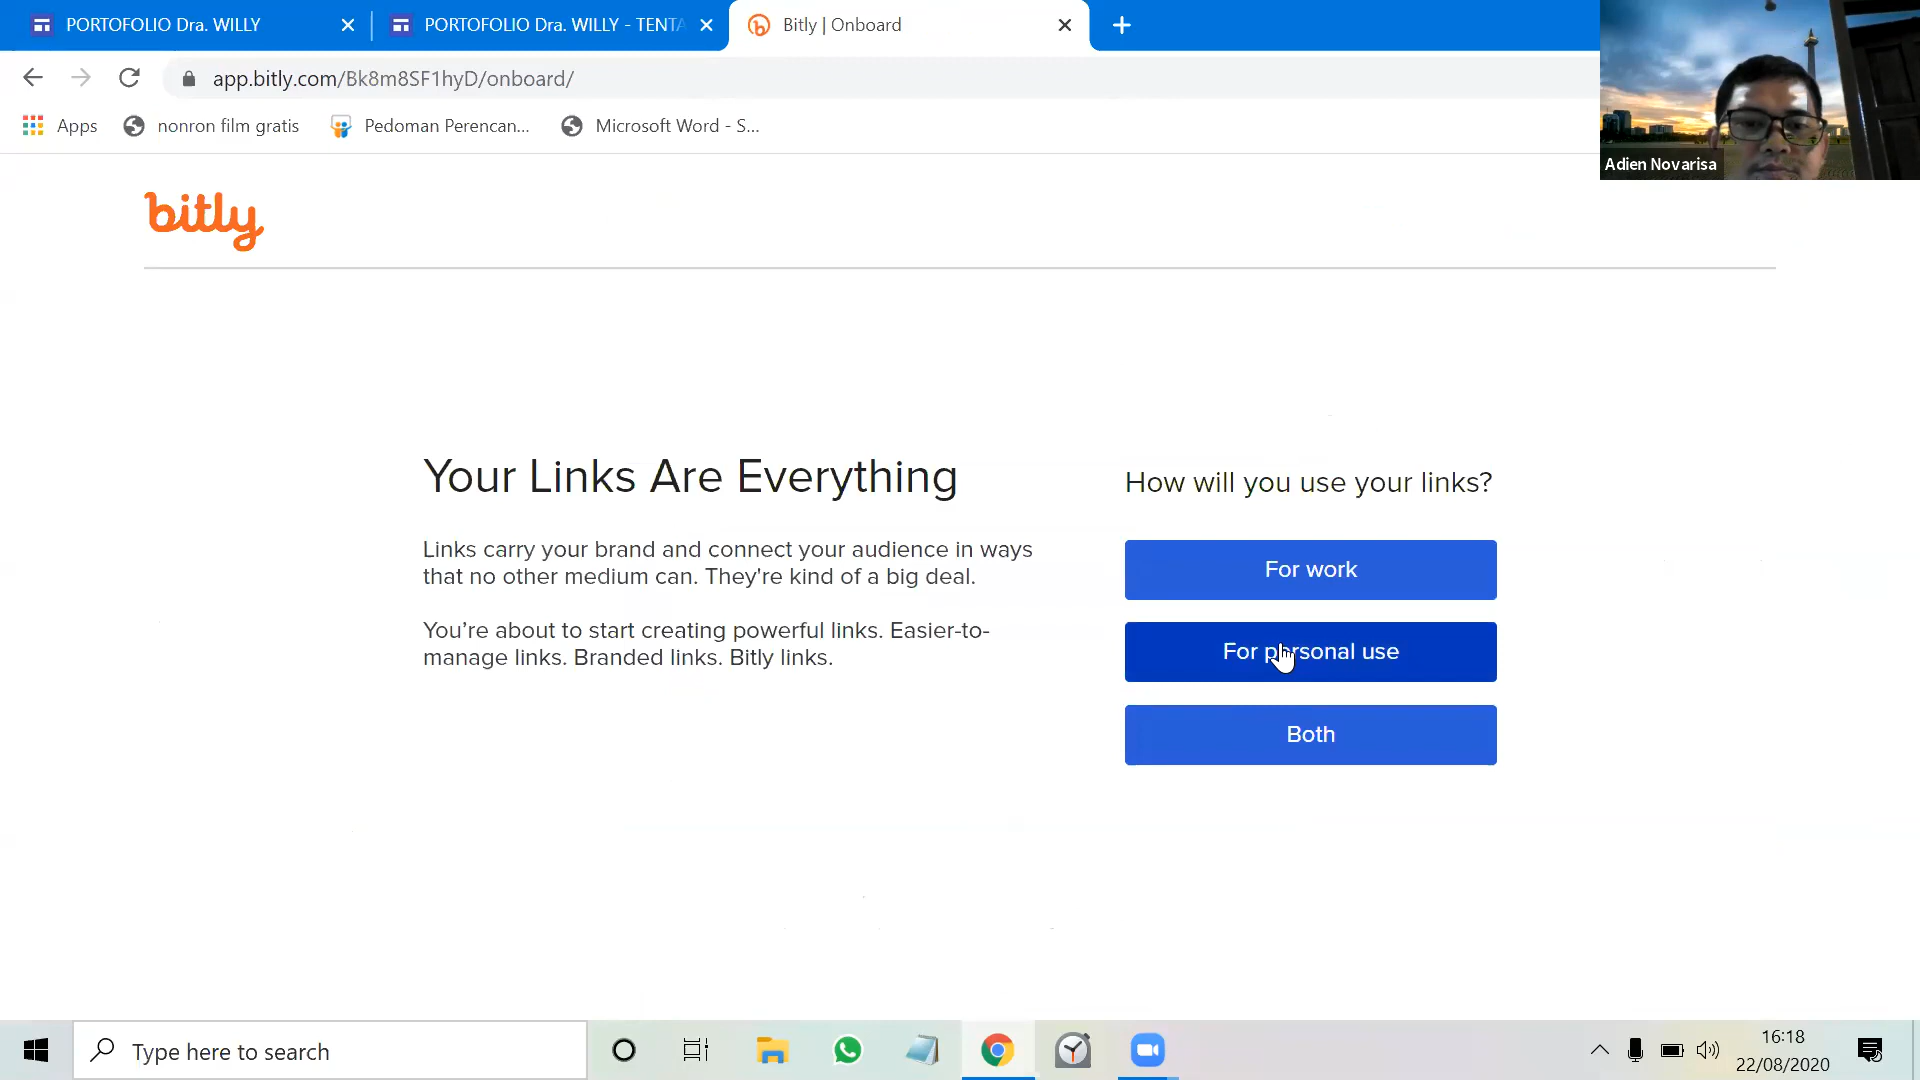 PORTOFOLIO Dra. WILLY
PORTOFOLIO Dra. WILLY - TENTA
Bitly | Onboard
app.bitly.com/Bk8m8SF1hyD/onboard/
Apps
nonron film gratis
Pedoman Perencan...
Microsoft Word - S...
Adien Novarisa
bitly
Your Links Are Everything
Links carry your brand and connect your audience in ways
that no other medium can. They're kind of a big deal.
You’re about to start creating powerful links. Easier-to-
manage links. Branded links. Bitly links.
How will you use your links?
For work
For personal use
Both
Type here to search
16:18
22/08/2020